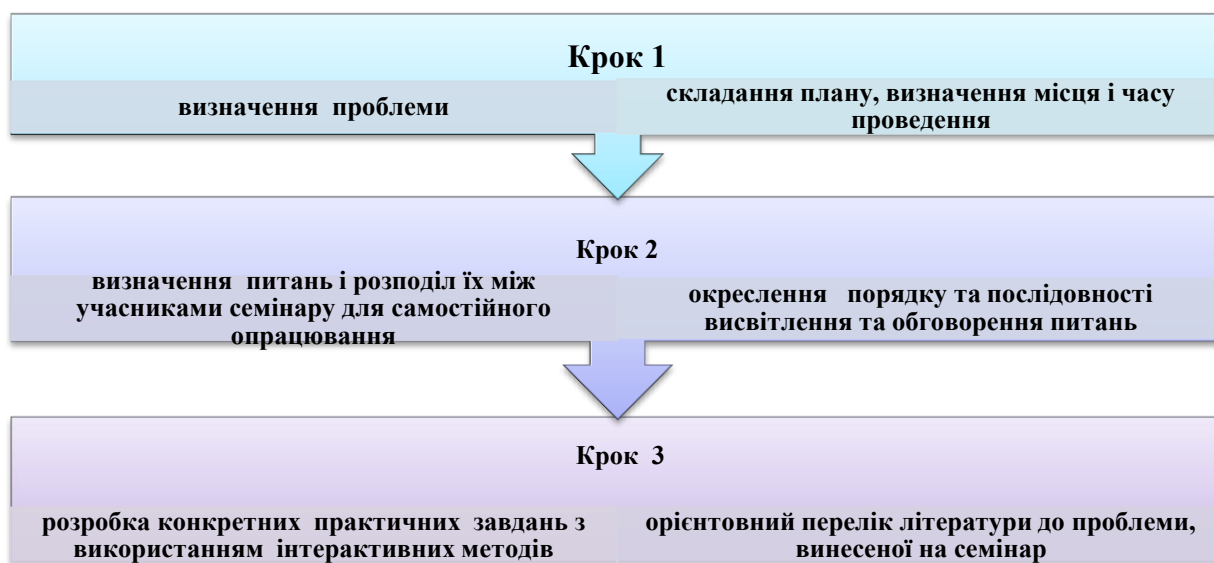 Крок 1
визначення проблеми
складання плану, визначення місця і часу
проведення
Крок 2
визначення питань і розподіл їх між
учасниками семінару для самостійного
опрацювання
окреслення порядку та послідовності
висвітлення та обговорення питань
Крок 3
розробка конкретних практичних завдань з
використанням інтерактивних методів
орієнтовний перелік літератури до проблеми,
винесеної на семінар